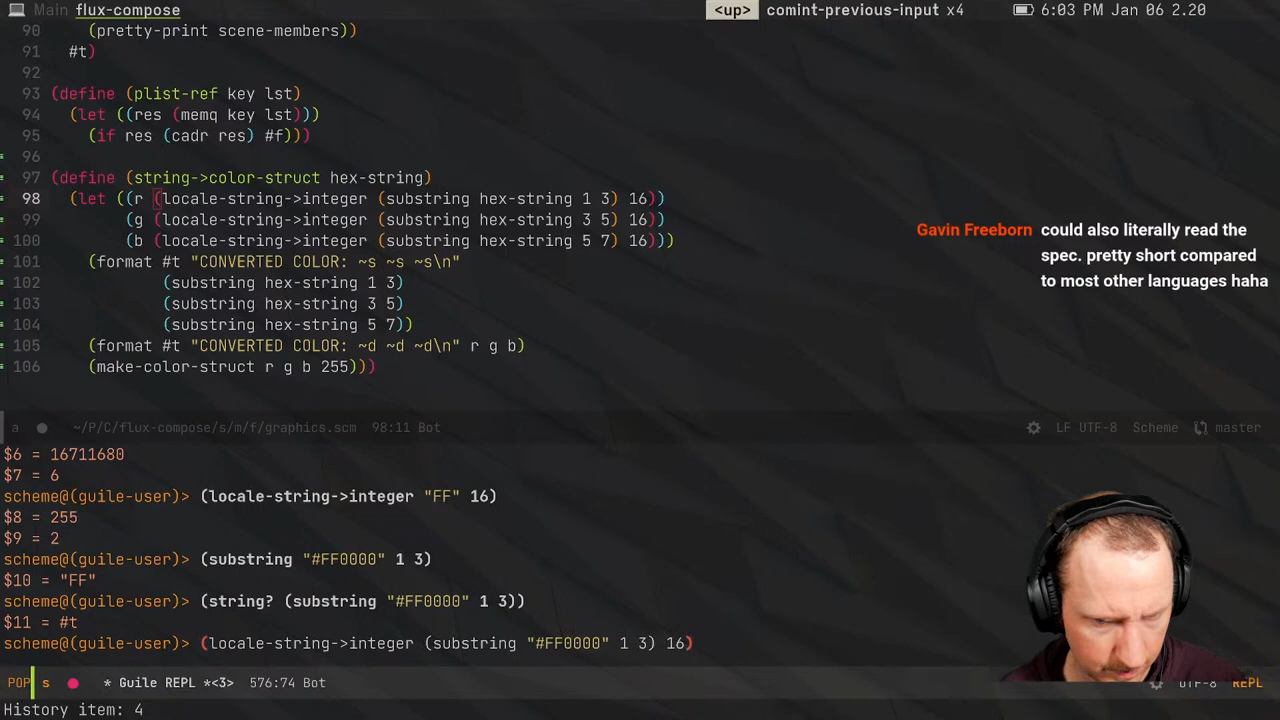 Main flux-compose <up> comint-previous-input x4 6:03 PM Jan 06 2.20
90 (pretty-print scene-members))
91 #t)
92
93 (define (plist-ref key lst)
94 (let ((res (memq key lst)))
95 (if res (cadr res) #f)))
96
97 (define (string->color-struct hex-string)
98 (let ((r (locale-string->integer (substring hex-string 1 3) 16))
99 (g (locale-string->integer (substring hex-string 3 5) 16))
100 (b (locale-string->integer (substring hex-string 5 7) 16)))
101 (format #t "CONVERTED COLOR: ~s ~s ~s\n"
102 (substring hex-string 1 3)
103 (substring hex-string 3 5)
104 (substring hex-string 5 7))
105 (format #t "CONVERTED COLOR: ~d ~d ~d\n" r g b)
106 (make-color-struct r g b 255)))
Gavin Freeborn could also literally read the
spec. pretty short compared
to most other languages haha
a ~/P/C/flux-compose/s/m/f/graphics.scm 98:11 Bot LF UTF-8 Scheme master
$6 = 16711680
$7 = 6
scheme@(guile-user)> (locale-string->integer "FF" 16)
$8 = 255
$9 = 2
scheme@(guile-user)> (substring "#FF0000" 1 3)
$10 = "FF"
scheme@(guile-user)> (string? (substring "#FF0000" 1 3))
$11 = #t
scheme@(guile-user)> (locale-string->integer (substring "#FF0000" 1 3) 16)
POP s * Guile REPL *<3> 576:74 Bot UTF-8 REPL
History item: 4